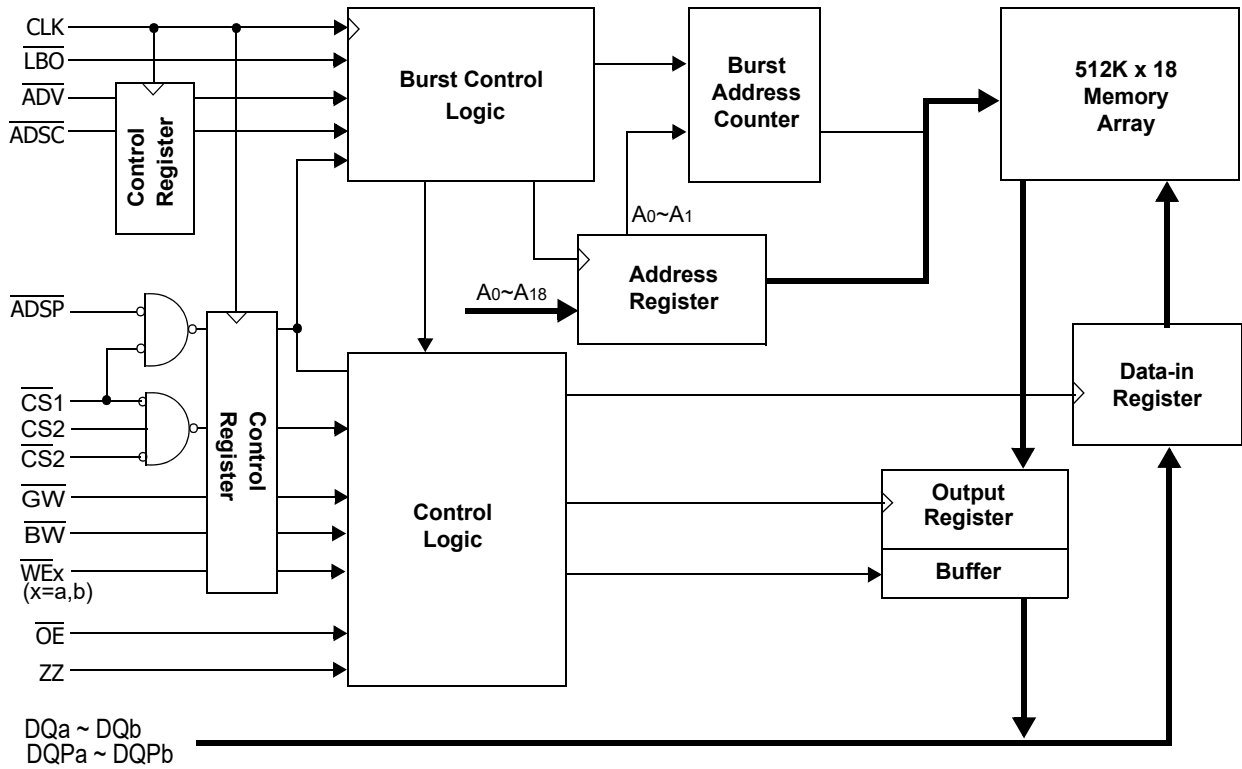 CLK
LBO
ADV
ADSC
Control
Register
Burst Control
Logic
Burst
Address
Counter
512K x 18
Memory
Array
A0~A1
Address
Register
A0~A18
ADSP
CS1
CS2
CS2
GW
BW
WEx
(x=a,b)
OE
ZZ
Control
Register
Control
Logic
Data-in
Register
Output
Register
Buffer
DQa ~ DQb
DQPa ~ DQPb